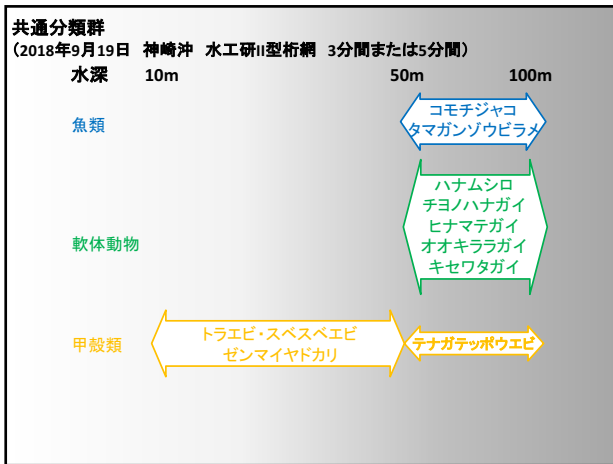 共通分類群
(2018年9月19日 神崎沖 水工研II型桁網 3分間または5分間)
水深 10m 50m 100m
コモチジャコ
魚類 タマガンゾウビラメ
ハナムシロ
チヨノハナガイ
ヒナマテガイ
軟体動物 オオキララガイ
キセワタガイ
トラエビ・スベスベエビ
甲殻類 ゼンマイヤドカリ テナガテッポウエビ